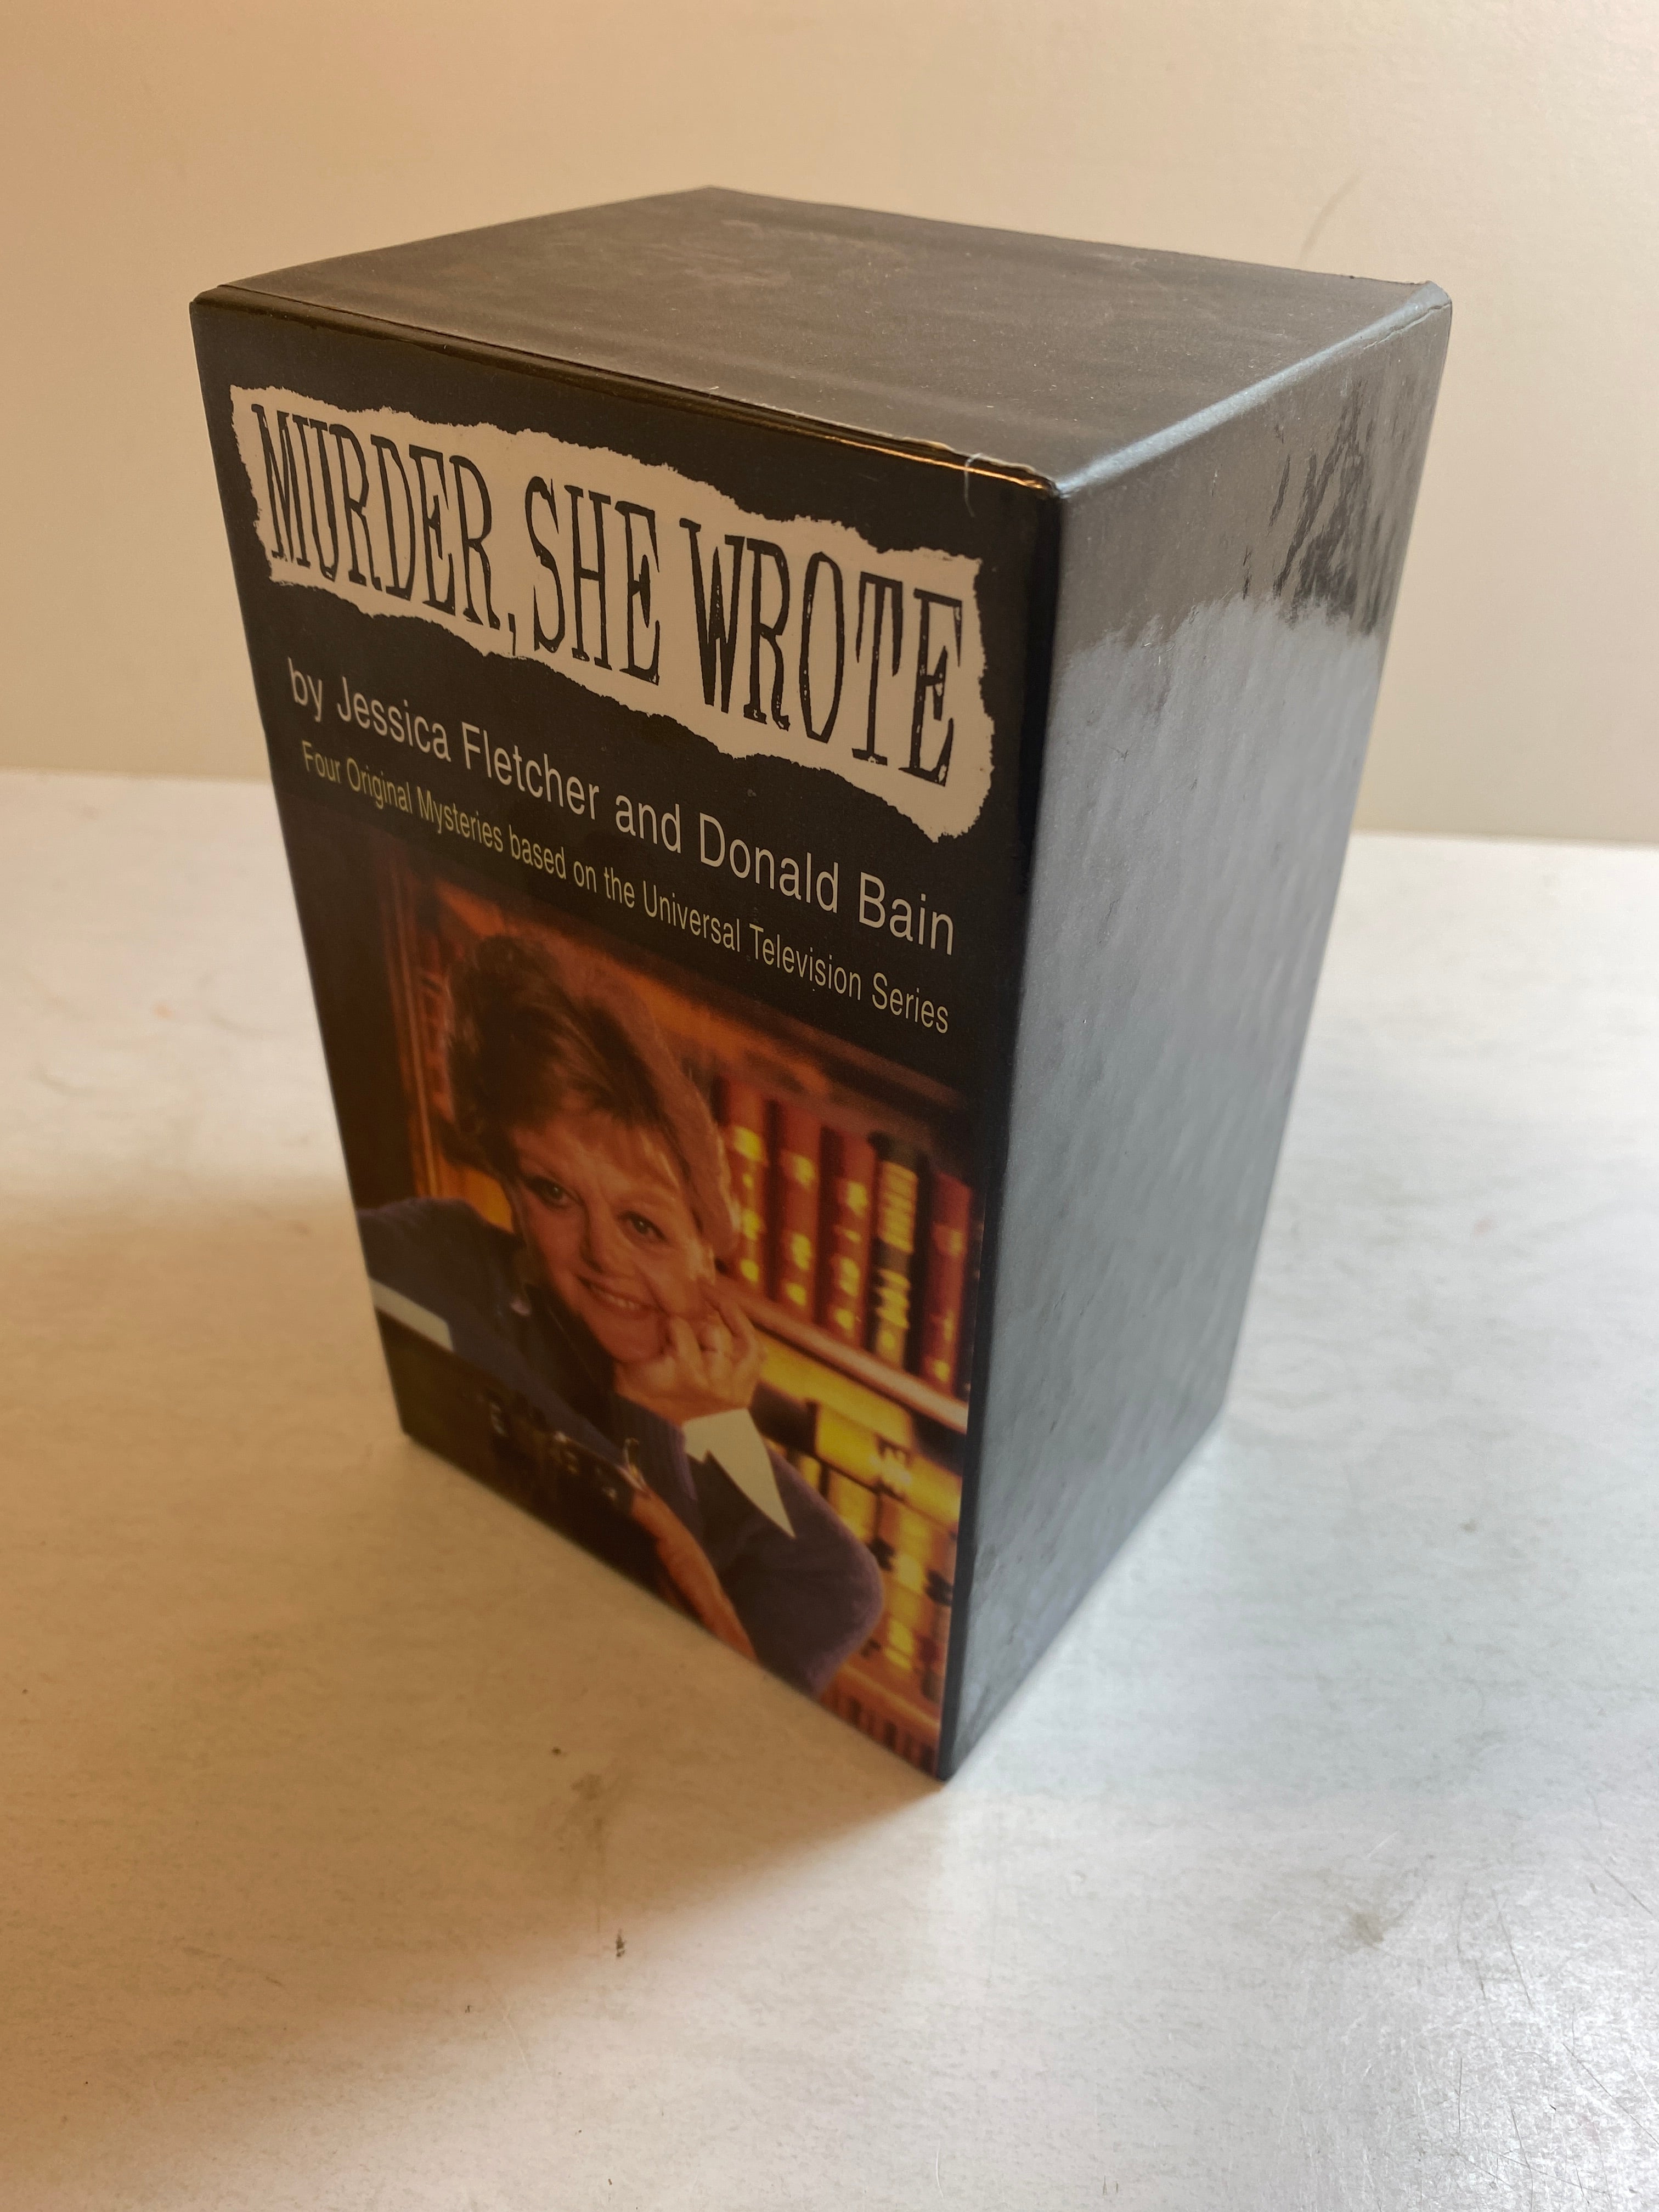 MURDER, SHE WROTE
by Jessica Fletcher and Donald Bain
Four Original Mysteries based on the Universal Television Series